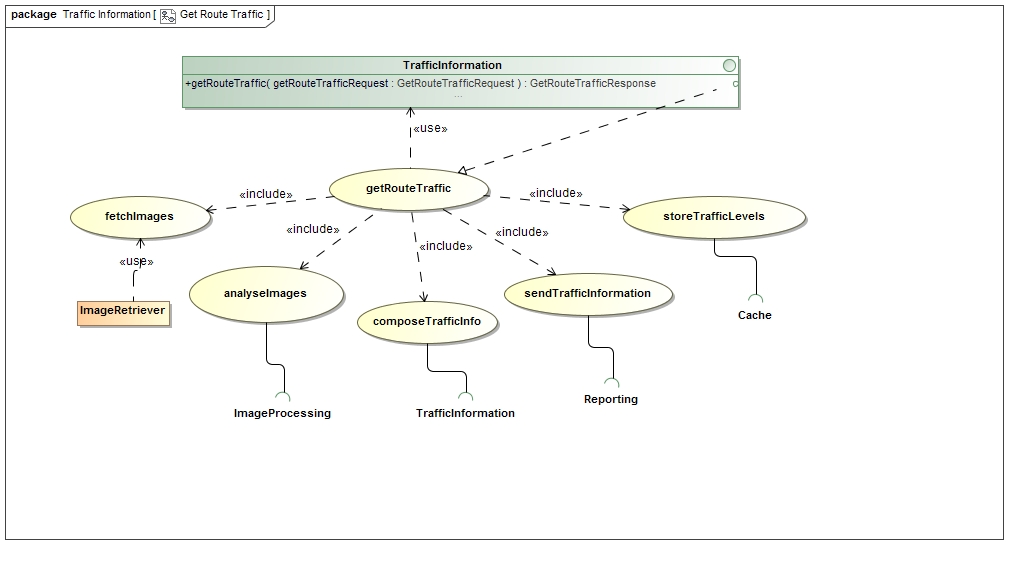 package Traffic Information [ Get Route Traffic ]
TrafficInformation
+getRouteTraffic( getRouteTrafficRequest : GetRouteTrafficRequest ) : GetRouteTrafficResponse
...
«use»
getRouteTraffic
«include»
«include»
fetchImages
storeTrafficLevels
«include»
«include»
«include»
«use»
analyseImages
sendTrafficInformation
ImageRetriever
composeTrafficInfo
Cache
Reporting
ImageProcessing
TrafficInformation